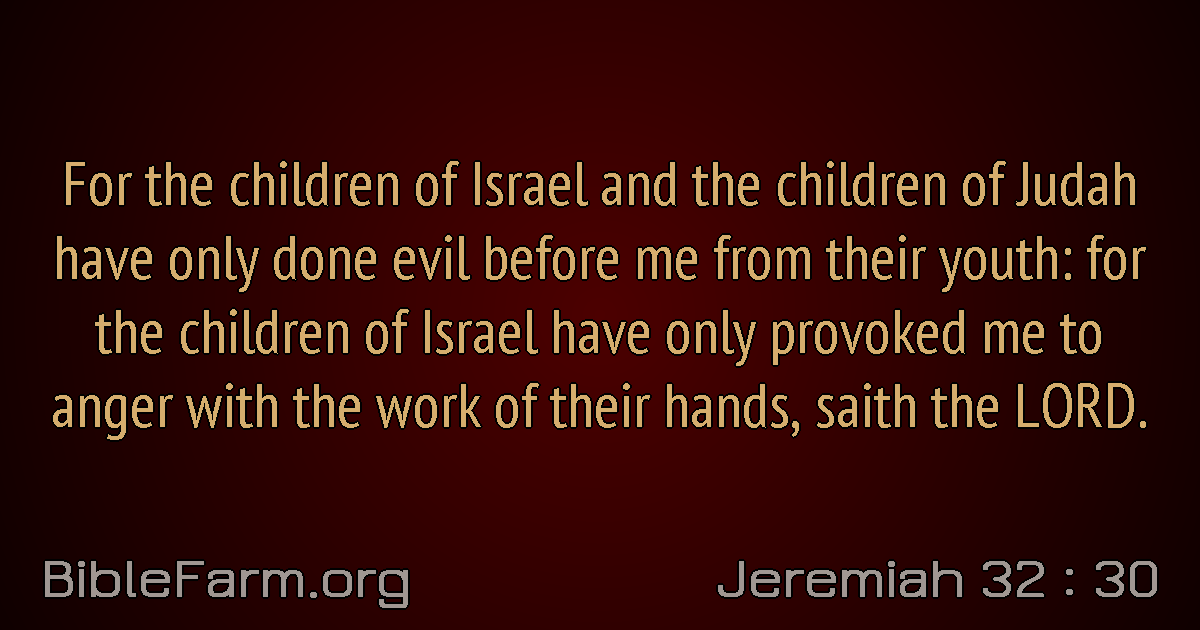 For the children of Israel and the children of Judah
have only done evil before me from their youth: for
the children of Israel have only provoked me to
anger with the work of their hands, saith the LORD.
BibleFarm.org
Jeremiah 32 : 30